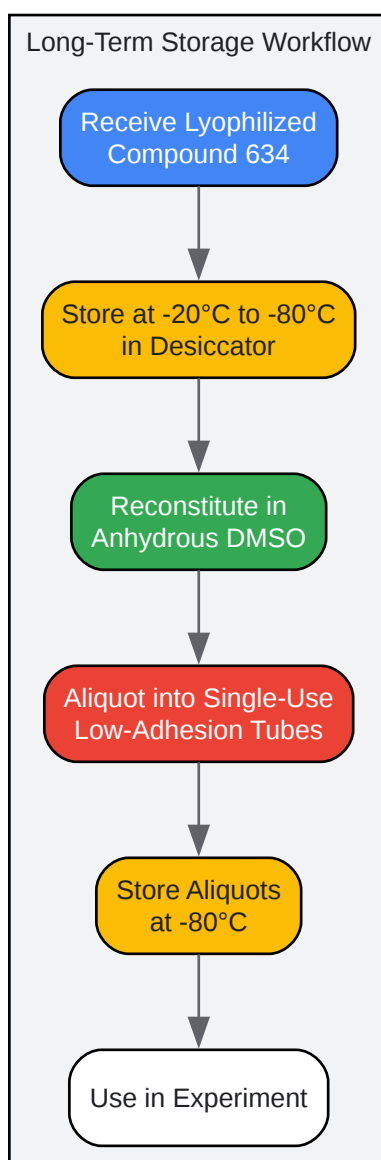 Long-Term Storage Workflow
Receive Lyophilized
Compound 634
Store at -20°C to -80°C
in Desiccator
Reconstitute in
Anhydrous DMSO
Aliquot into Single-Use
Low-Adhesion Tubes
Store Aliquots
at -80°C
Use in Experiment